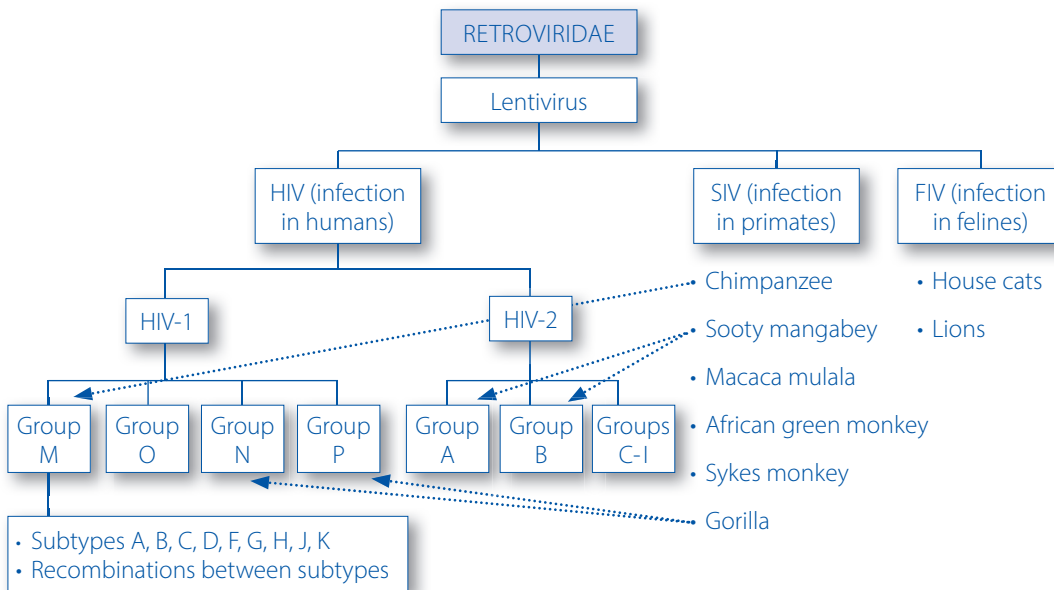 RETROVIRIDAE
Lentivirus
HIV (infection
in humans)
SIV (infection
in primates)
FIV (infection
in felines)
• Chimpanzee
• House cats
HIV-1
HIV-2
• Sooty mangabey
• Lions
• Macaca mulala
Group
M
Group
O
Group
N
Group
P
Group
A
Group
B
Groups
C-I
• African green monkey
• Sykes monkey
• Gorilla
• Subtypes A, B, C, D, F, G, H, J, K
• Recombinations between subtypes